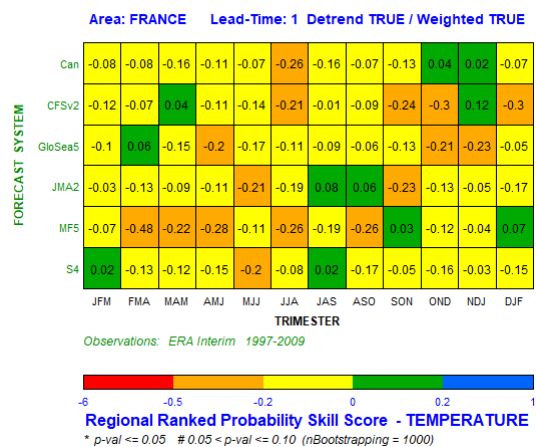 Area: FRANCE Lead-Time: 1 Detrend TRUE / Weighted TRUE
FORECAST SYSTEM
Can -0.08 -0.08 -0.16 -0.11 -0.07 -0.26 -0.16 -0.07 -0.13 0.04 0.02 -0.07
CFSv2 -0.12 -0.07 0.04 -0.11 -0.14 -0.21 -0.01 -0.09 -0.24 -0.3 0.12 -0.3
GloSea5 -0.1 0.06 -0.15 -0.2 -0.17 -0.11 -0.09 -0.06 -0.13 -0.21 -0.23 -0.05
JMA2 -0.03 -0.13 -0.09 -0.11 -0.21 -0.19 0.08 0.06 -0.23 -0.13 -0.05 -0.17
MF5 -0.07 -0.48 -0.22 -0.28 -0.11 -0.26 -0.19 -0.26 0.03 -0.12 -0.04 0.07
S4 0.02 -0.13 -0.12 -0.15 -0.2 -0.08 0.02 -0.17 -0.05 -0.16 -0.03 -0.15
JFM FMA MAM AMJ MJJ JJA JAS ASO SON OND NDJ DJF
TRIMESTER
Observations: ERA Interim 1997-2009
-6 -0.5 -0.2 0 0.2 1
Regional Ranked Probability Skill Score - TEMPERATURE
* p-val <= 0.05 # 0.05 < p-val <= 0.10 (nBootstrapping = 1000)